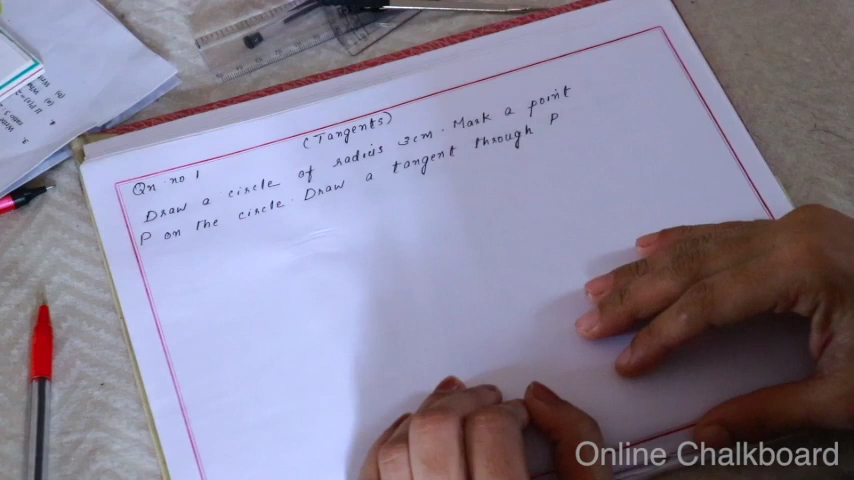 (Tangents)
Qn no 1
Draw a circle of radius 3cm. Mark a point
P on the circle. Draw a tangent through P
Online Chalkboard